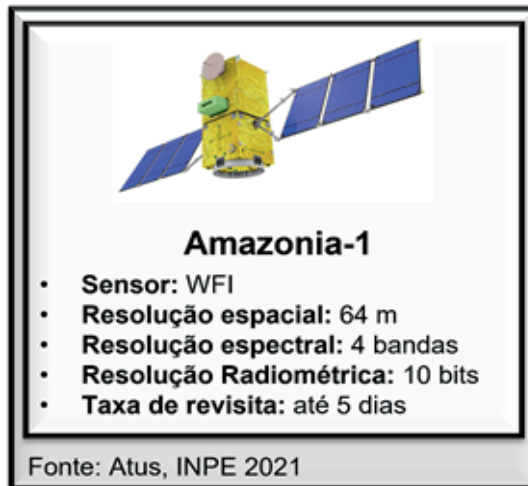 Amazonia-1
• Sensor: WFI
• Resolução espacial: 64 m
• Resolução espectral: 4 bandas
• Resolução Radiométrica: 10 bits
• Taxa de revisita: até 5 dias
Fonte: Atus, INPE 2021